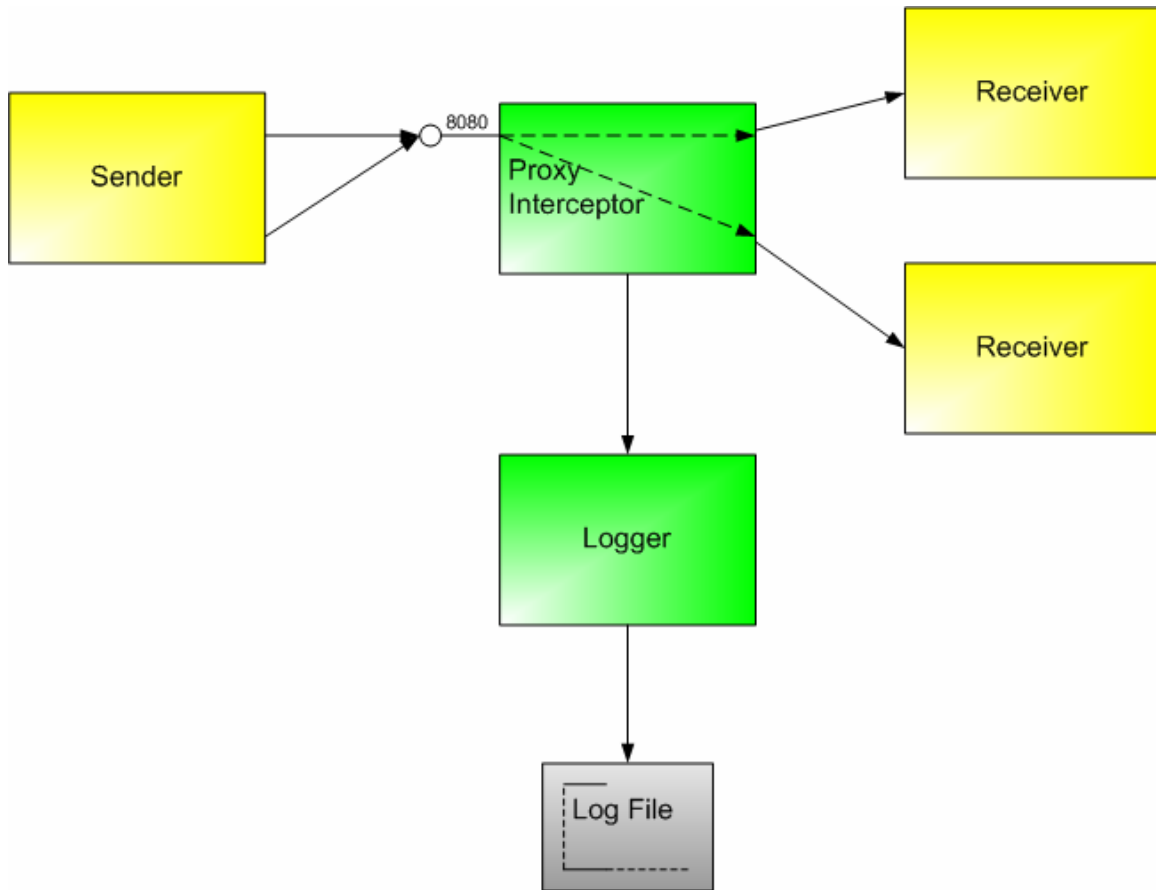 Sender
8080
Proxy
Interceptor
Receiver
Receiver
Logger
Log File